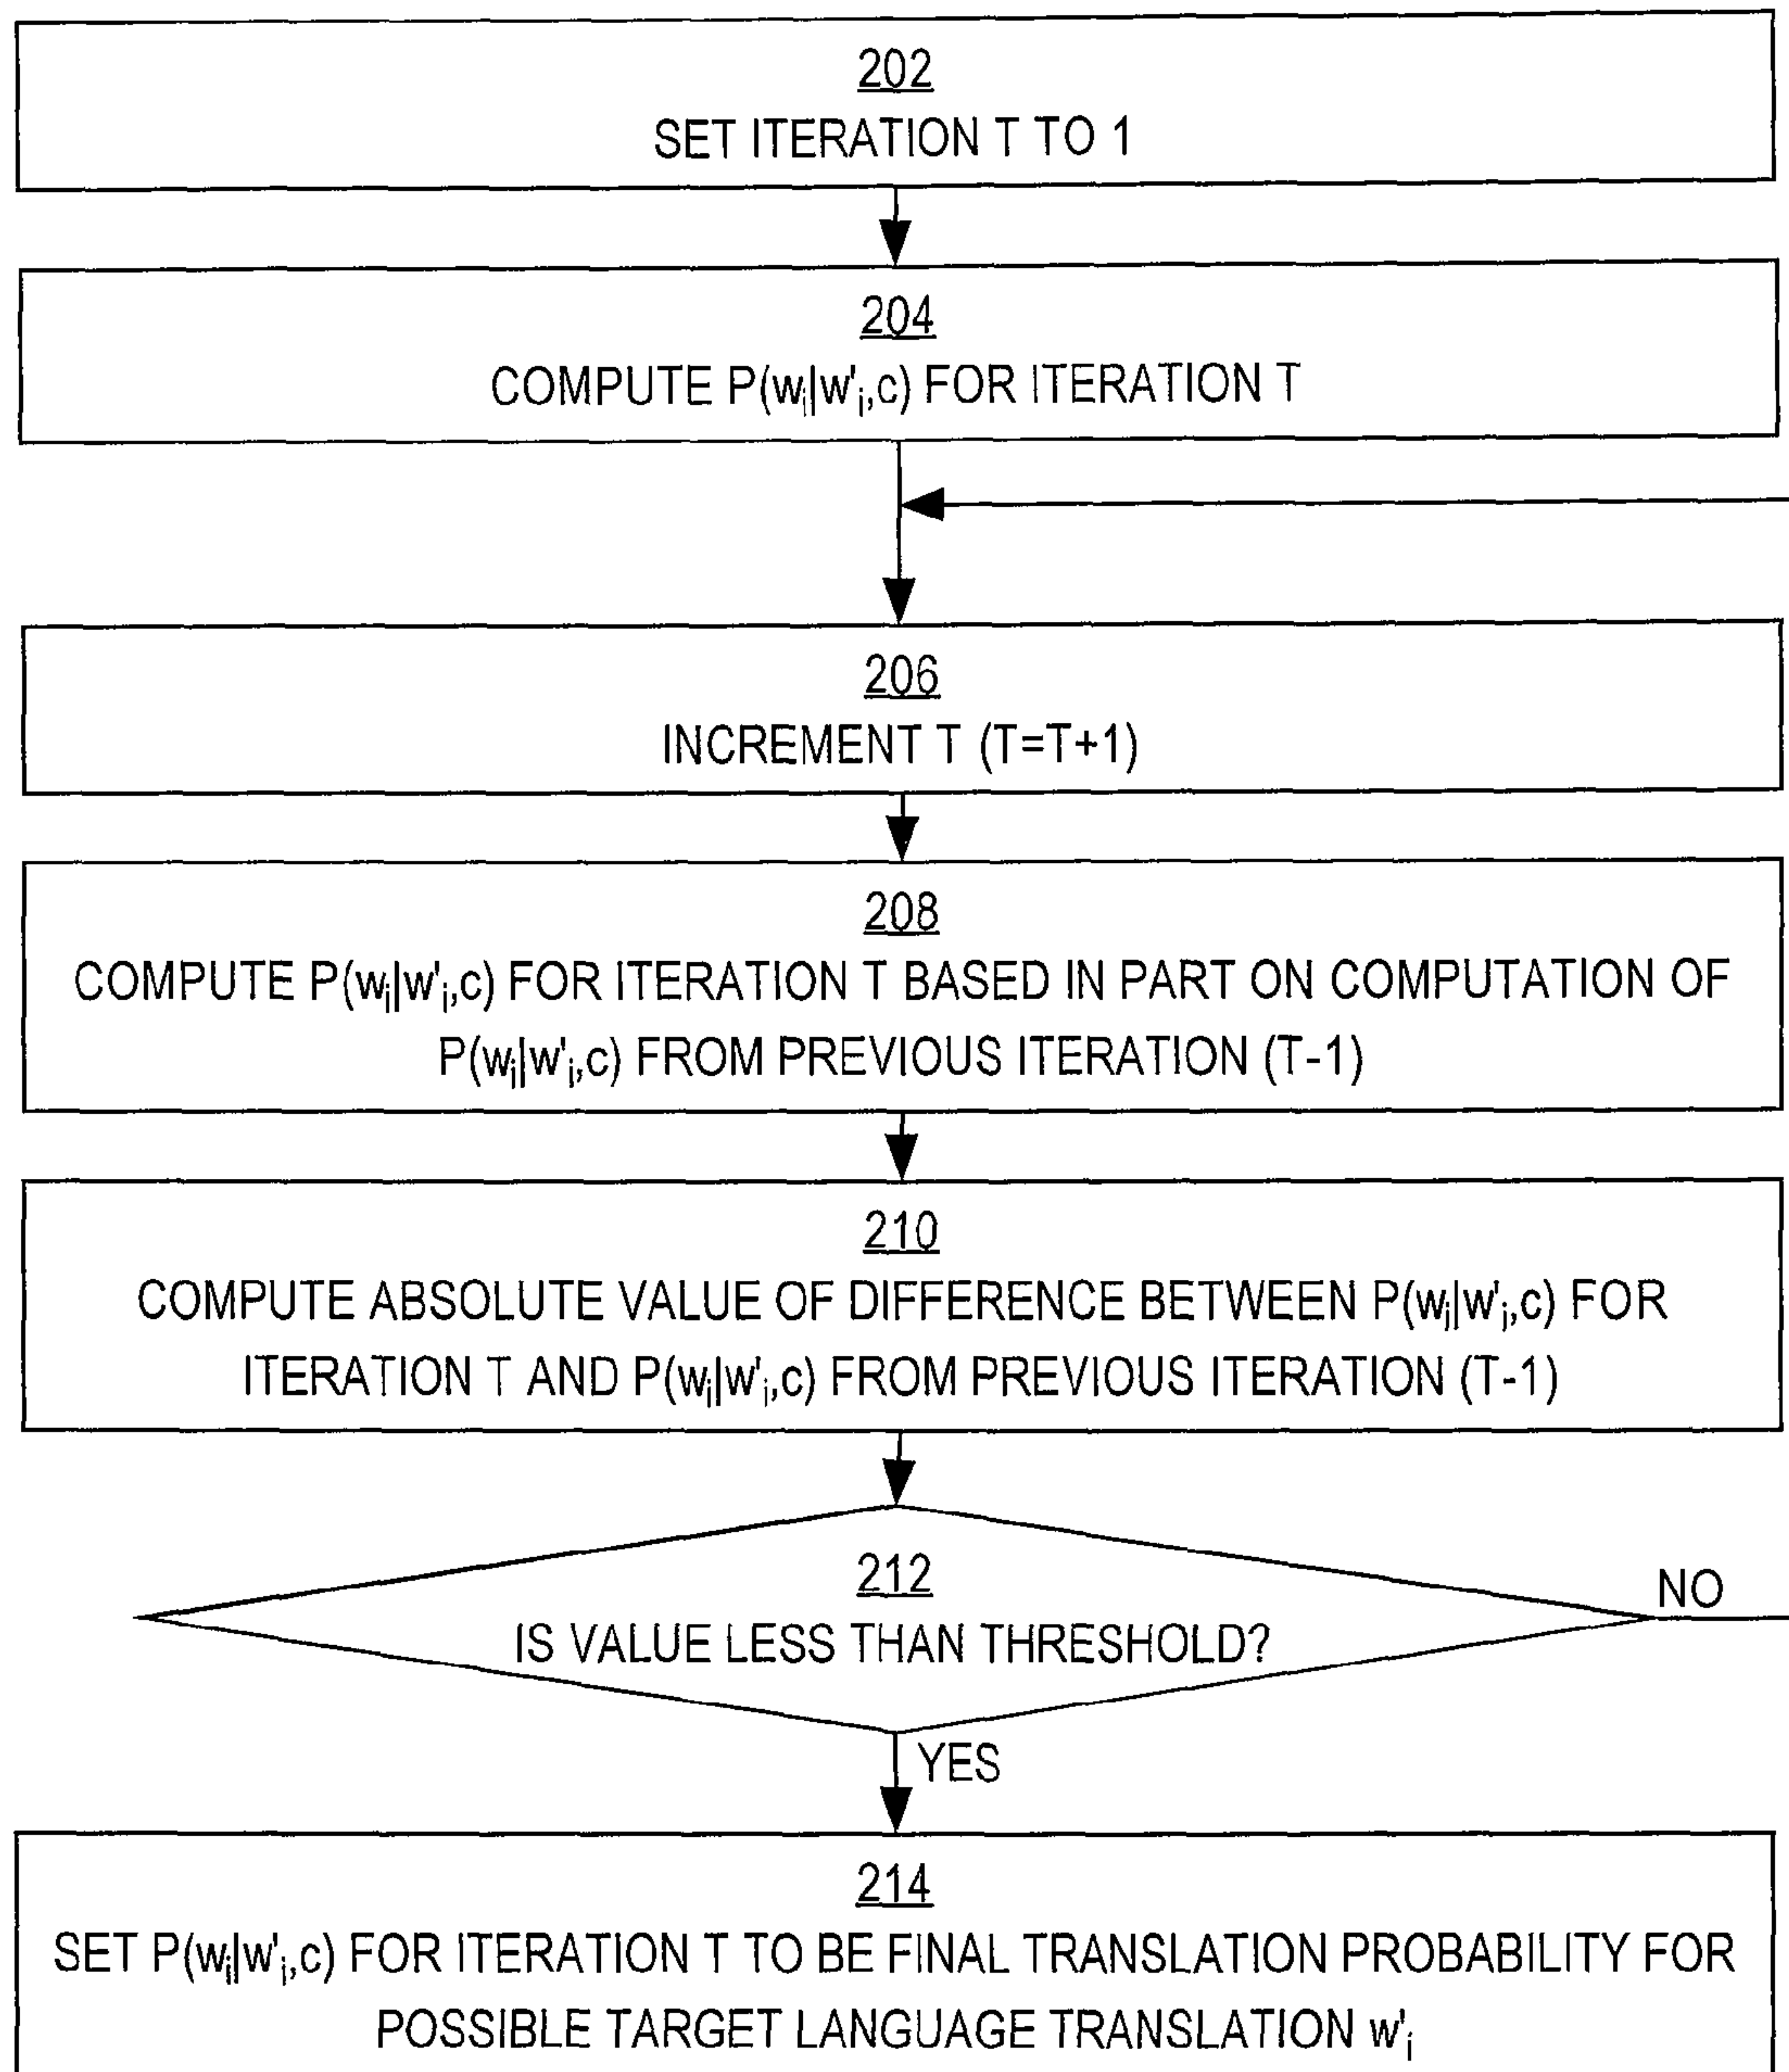 202
SET ITERATION T TO 1
204
COMPUTE P(wᵢ|w'ᵢ,c) FOR ITERATION T
206
INCREMENT T (T=T+1)
208
COMPUTE P(wᵢ|w'ᵢ,c) FOR ITERATION T BASED IN PART ON COMPUTATION OF
P(wᵢ|w'ᵢ,c) FROM PREVIOUS ITERATION (T-1)
210
COMPUTE ABSOLUTE VALUE OF DIFFERENCE BETWEEN P(wᵢ|w'ᵢ,c) FOR
ITERATION T AND P(wᵢ|w'ᵢ,c) FROM PREVIOUS ITERATION (T-1)
212
IS VALUE LESS THAN THRESHOLD?
NO
YES
214
SET P(wᵢ|w'ᵢ,c) FOR ITERATION T TO BE FINAL TRANSLATION PROBABILITY FOR
POSSIBLE TARGET LANGUAGE TRANSLATION w'ᵢ